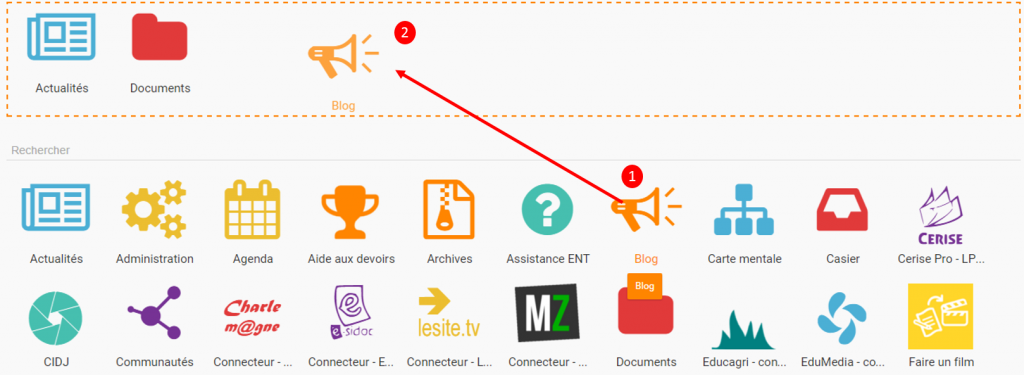 2
Actualités Documents
Blog
Rechercher
1
Actualités Administration Agenda Aide aux devoirs Archives Assistance ENT Blog Carte mentale Casier Cerise Pro - LP...
CERISE
Blog
Charle
m@gne
e
e-sidoc
lesite.tv
MZ
CIDJ Communautés Connecteur - ... Connecteur - E... Connecteur - L... Connecteur - ... Documents Educagri - con... EduMedia - co... Faire un film